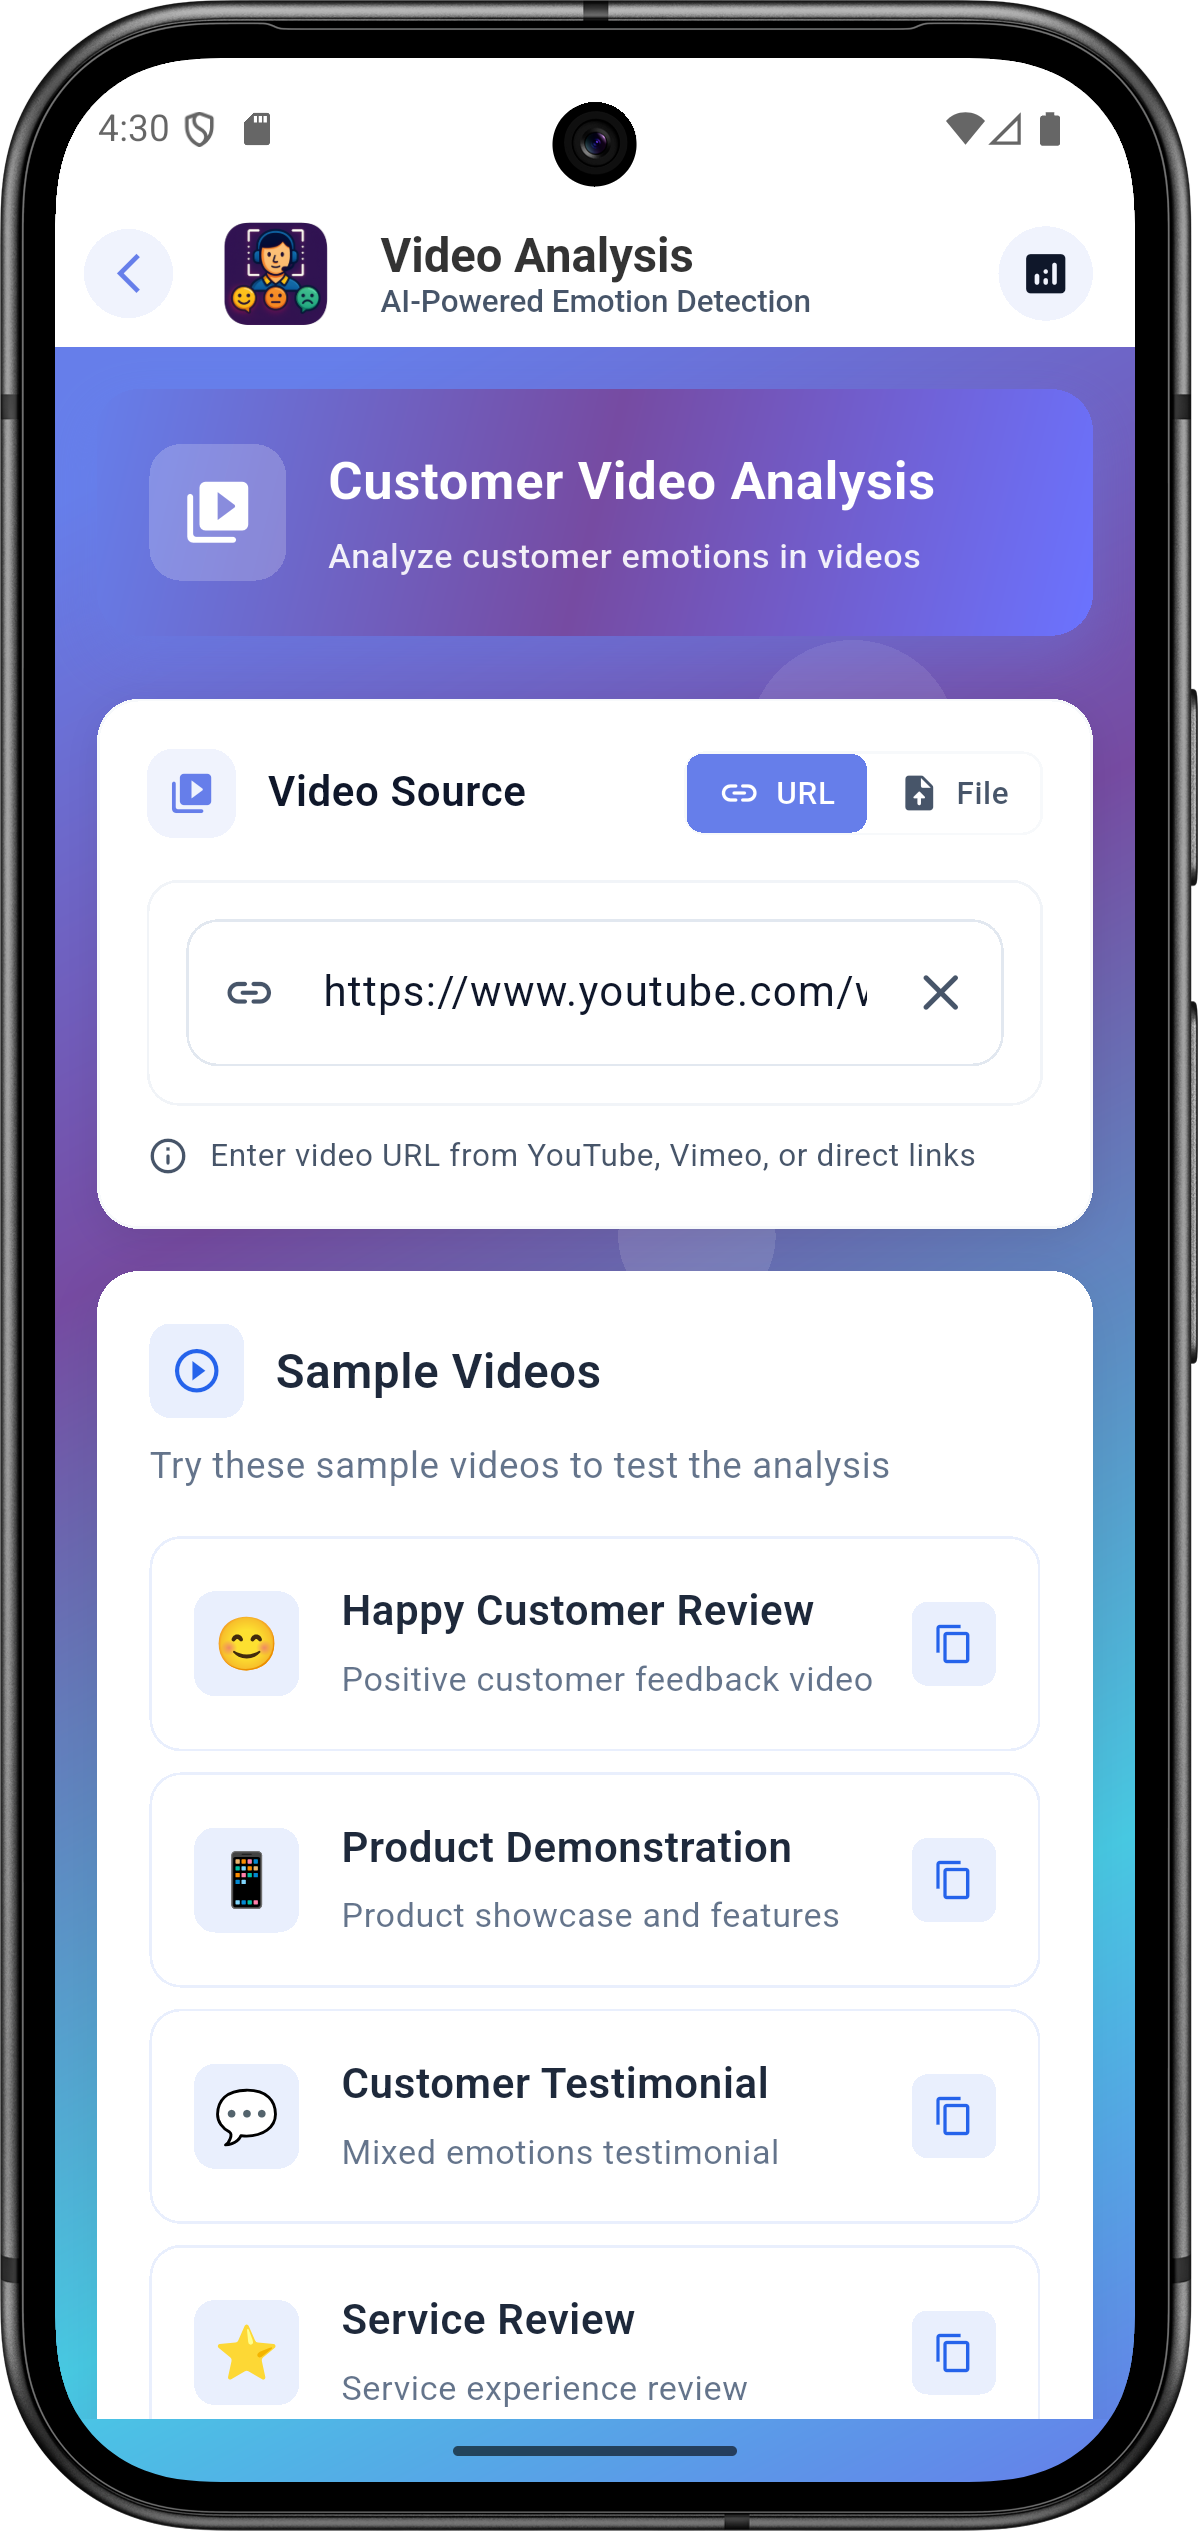 4:30
Video Analysis
AI-Powered Emotion Detection
Customer Video Analysis
Analyze customer emotions in videos
Video Source
URL
File
https://www.youtube.com/
Enter video URL from YouTube, Vimeo, or direct links
Sample Videos
Try these sample videos to test the analysis
Happy Customer Review
Positive customer feedback video
Product Demonstration
Product showcase and features
Customer Testimonial
Mixed emotions testimonial
Service Review
Service experience review